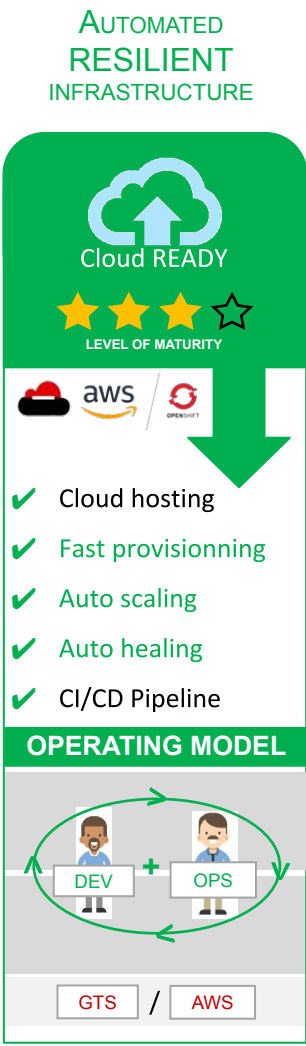 AUTOMATED
RESILIENT
INFRASTRUCTURE
Cloud READY
LEVEL OF MATURITY
aws / OPENSHIFT
Cloud hosting
Fast provisionning
Auto scaling
Auto healing
CI/CD Pipeline
OPERATING MODEL
DEV + OPS
GTS / AWS